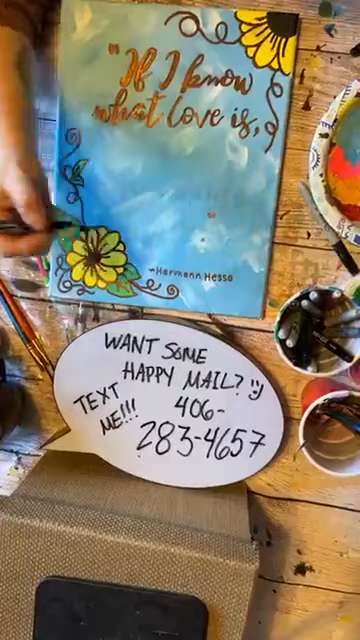 "If I know
what love is,
~Hermann Hesse
WANT SOME
HAPPY MAIL? :)
TEXT
ME!!!
406-
283-4657